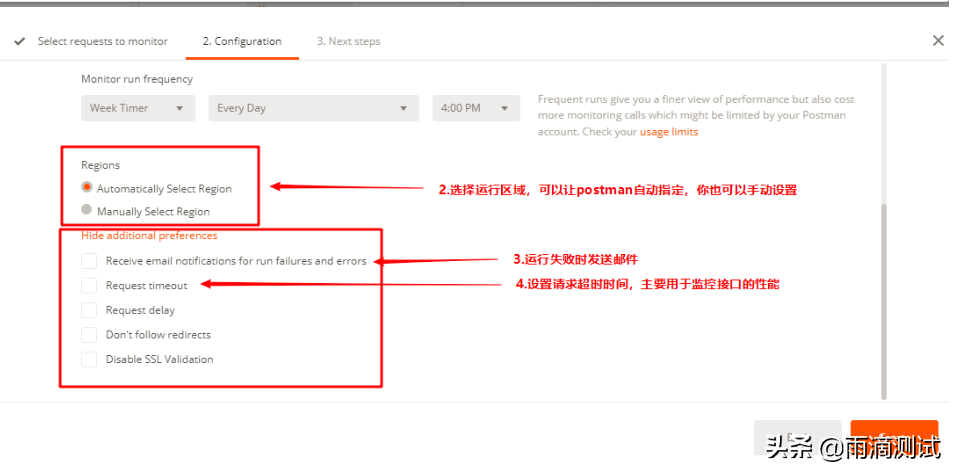 Select requests to monitor 2. Configuration 3. Next steps
Monitor run frequency
Week Timer Every Day 4:00 PM
Frequent runs give you a finer view of performance but also cost
more monitoring calls which might be limited by your Postman
account. Check your usage limits
Regions
Automatically Select Region
2.选择运行区域，可以让postman自动指定，你也可以手动设置
Manually Select Region
Hide additional preferences
Receive email notifications for run failures and errors
3.运行失败时发送邮件
Request timeout
4.设置请求超时时间，主要用于监控接口的性能
Request delay
Don't follow redirects
Disable SSL Validation
头条 @雨滴测试